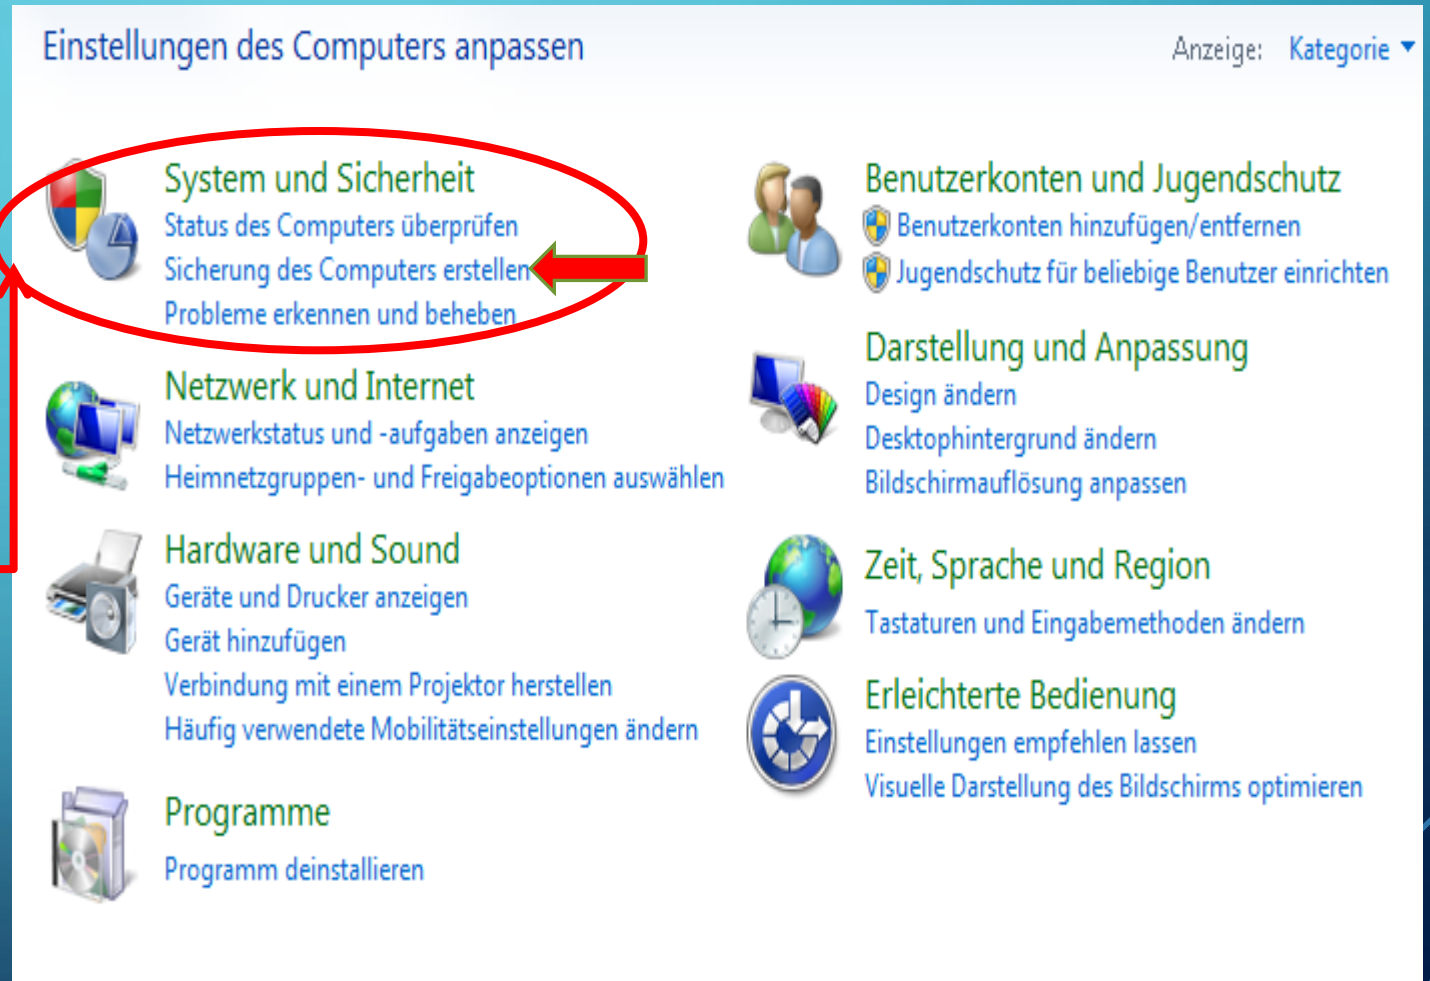 Einstellungen des Computers anpassen
Anzeige: Kategorie
System und Sicherheit
Status des Computers überprüfen
Sicherung des Computers erstellen
Probleme erkennen und beheben
Netzwerk und Internet
Netzwerkstatus und -aufgaben anzeigen
Heimnetzgruppen- und Freigabeoptionen auswählen
Hardware und Sound
Geräte und Drucker anzeigen
Gerät hinzufügen
Verbindung mit einem Projektor herstellen
Häufig verwendete Mobilitätseinstellungen ändern
Programme
Programm deinstallieren
Benutzerkonten und Jugendschutz
Benutzerkonten hinzufügen/entfernen
Jugendschutz für beliebige Benutzer einrichten
Darstellung und Anpassung
Design ändern
Desktophintergrund ändern
Bildschirmauflösung anpassen
Zeit, Sprache und Region
Tastaturen und Eingabemethoden ändern
Erleichterte Bedienung
Einstellungen empfehlen lassen
Visuelle Darstellung des Bildschirms optimieren